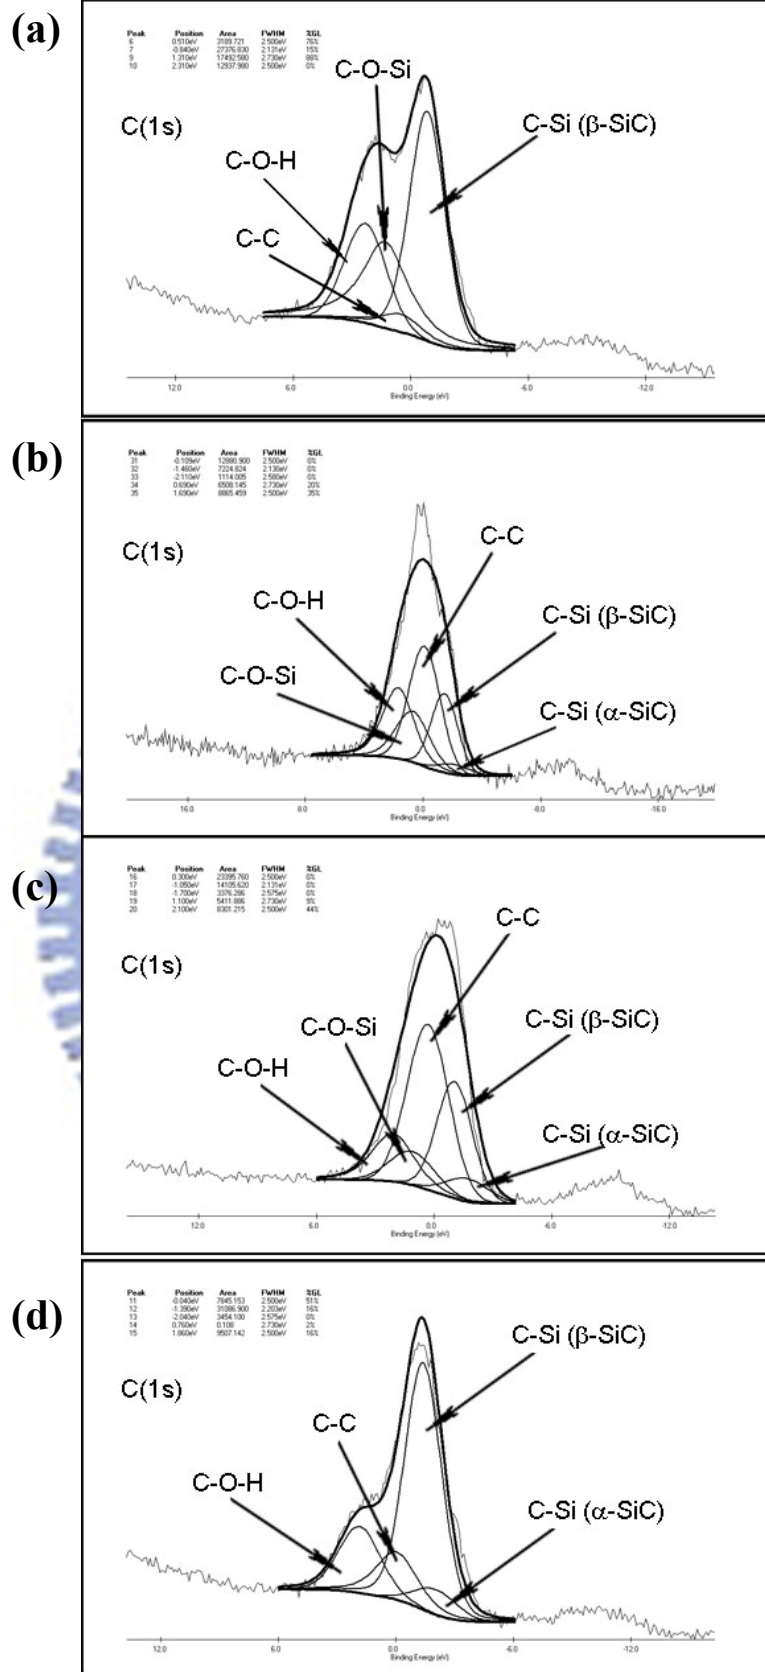 (a)
Peak Position Area FWHM %GL
6 0.510eV 3189.721 2.500eV 76%
7 -0.840eV 27376.830 2.131eV 15%
9 1.310eV 17492.580 2.730eV 88%
10 2.310eV 12937.980 2.500eV 0%
C-O-Si
C(1s)
C-Si (β-SiC)
C-O-H
C-C
12.0 6.0 0.0 -6.0 -12.0
Binding Energy (eV)
(b)
Peak Position Area FWHM %GL
31 -0.109eV 12880.900 2.500eV 0%
32 -1.460eV 7224.824 2.130eV 0%
33 -2.110eV 1114.005 2.580eV 0%
34 0.690eV 6508.145 2.730eV 20%
35 1.690eV 8865.459 2.500eV 35%
C-C
C(1s)
C-O-H
C-Si (β-SiC)
C-O-Si
C-Si (α-SiC)
16.0 8.0 0.0 -8.0 -16.0
Binding Energy (eV)
(c)
Peak Position Area FWHM %GL
16 0.300eV 23395.760 2.500eV 0%
17 -1.050eV 14105.620 2.131eV 0%
18 -1.700eV 3376.286 2.575eV 0%
19 1.100eV 5411.886 2.730eV 9%
20 2.100eV 8301.215 2.500eV 44%
C-C
C(1s)
C-O-Si
C-Si (β-SiC)
C-O-H
C-Si (α-SiC)
12.0 6.0 0.0 -6.0 -12.0
Binding Energy (eV)
(d)
Peak Position Area FWHM %GL
11 -0.040eV 7845.153 2.500eV 51%
12 -1.390eV 31086.900 2.203eV 16%
13 -2.040eV 3454.100 2.575eV 0%
14 0.760eV 0.108 2.730eV 2%
15 1.860eV 9507.142 2.500eV 16%
C-Si (β-SiC)
C(1s)
C-C
C-O-H
C-Si (α-SiC)
12.0 6.0 0.0 -6.0 -12.0
Binding Energy (eV)